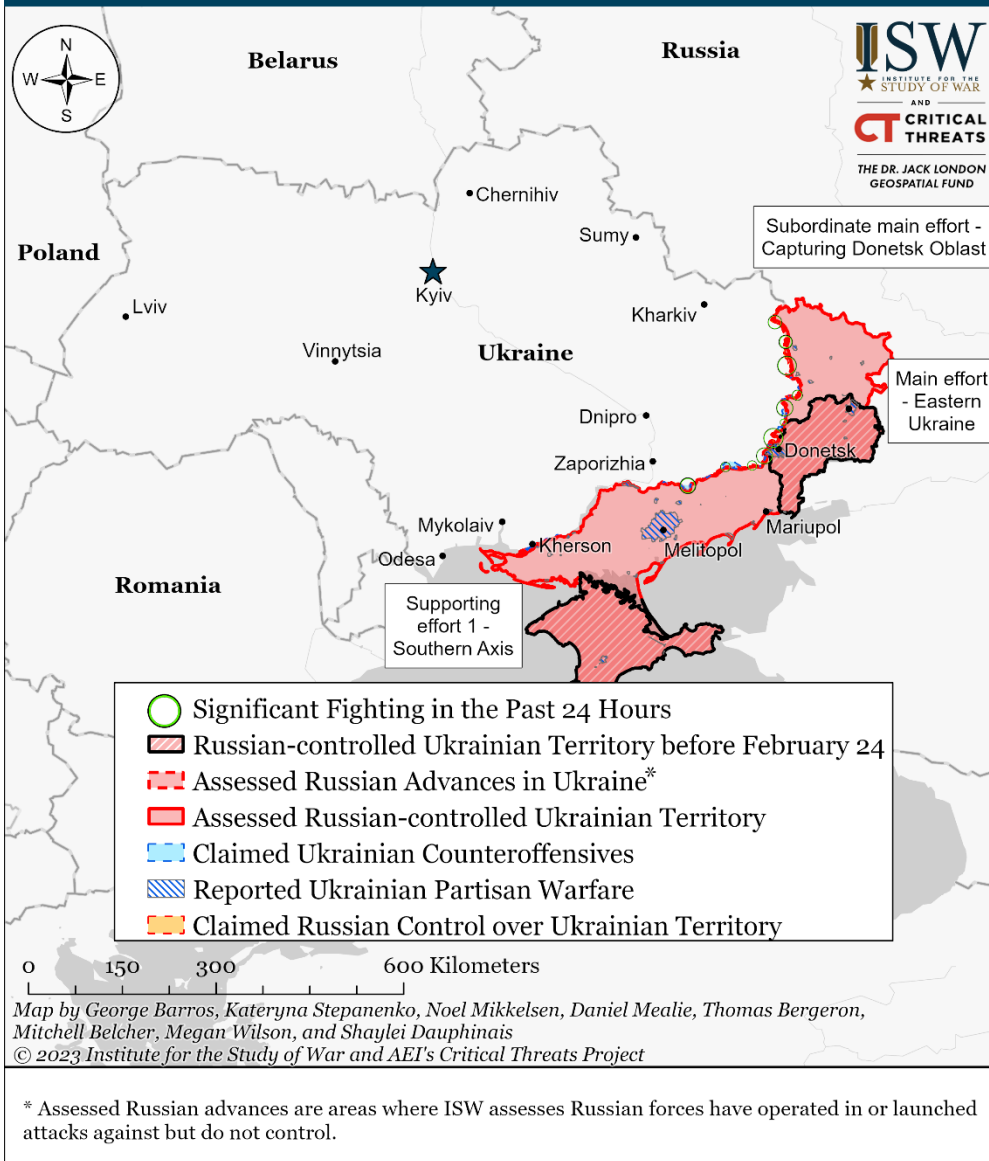 N
W E
S
Belarus
Russia
ISW
INSTITUTE FOR THE
STUDY OF WAR
AND
CT CRITICAL
THREATS
THE DR. JACK LONDON
GEOSPATIAL FUND
Chernihiv
Sumy
Subordinate main effort -
Capturing Donetsk Oblast
Poland
Kyiv
Lviv
Kharkiv
Vinnytsia
Ukraine
Main effort
- Eastern
Ukraine
Dnipro
Donetsk
Zaporizhia
Mariupol
Mykolaiv
Kherson
Melitopol
Odesa
Romania
Supporting
effort 1 -
Southern Axis
Significant Fighting in the Past 24 Hours
Russian-controlled Ukrainian Territory before February 24
Assessed Russian Advances in Ukraine*
Assessed Russian-controlled Ukrainian Territory
Claimed Ukrainian Counteroffensives
Reported Ukrainian Partisan Warfare
Claimed Russian Control over Ukrainian Territory
0 150 300 600 Kilometers
Map by George Barros, Kateryna Stepanenko, Noel Mikkelsen, Daniel Mealie, Thomas Bergeron,
Mitchell Belcher, Megan Wilson, and Shaylei Dauphinais
© 2023 Institute for the Study of War and AEI's Critical Threats Project
* Assessed Russian advances are areas where ISW assesses Russian forces have operated in or launched
attacks against but do not control.